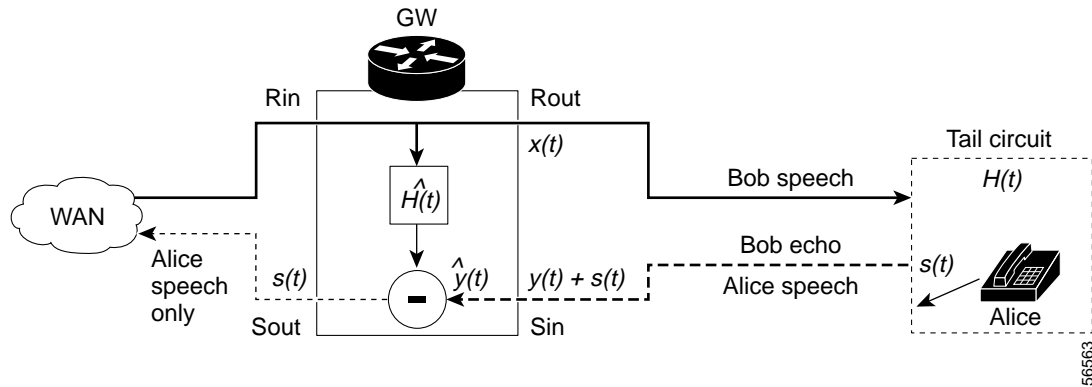 GW
Rin
Rout
x(t)
Tail circuit
H(t)
Bob speech
^
H(t)
WAN
Bob echo
Alice
speech
only
s(t)
^
y(t)
y(t) + s(t)
Alice speech
s(t)
-
Alice
Sout
Sin
56563